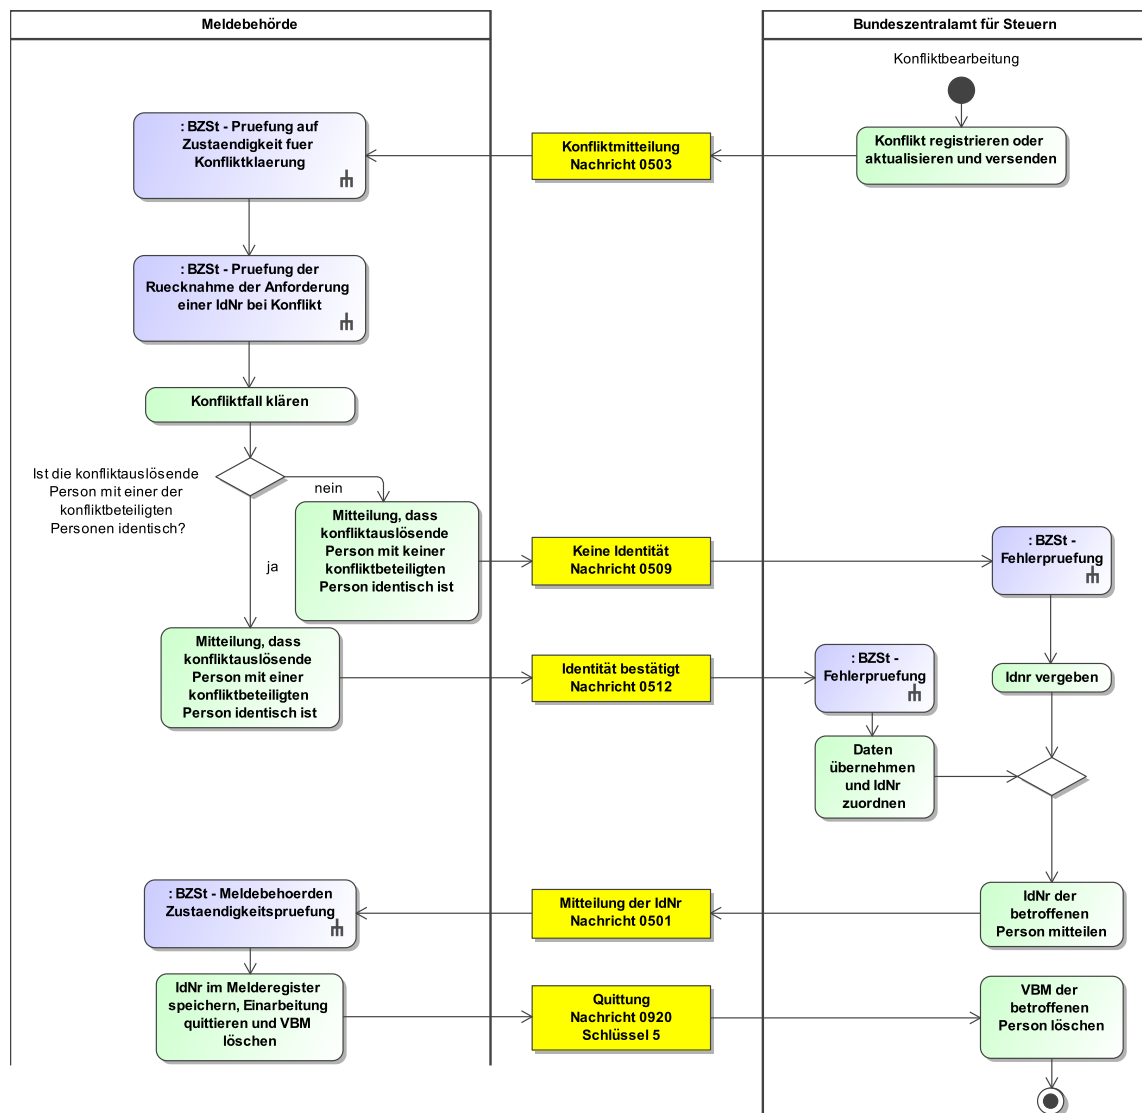 Meldebehörde
Bundeszentralamt für Steuern
Konfliktbearbeitung
Konflikt registrieren oder
aktualisieren und versenden
Konfliktmitteilung
Nachricht 0503
: BZSt - Pruefung auf
Zustaendigkeit fuer
Konfliktklaerung
: BZSt - Pruefung der
Ruecknahme der Anforderung
einer IdNr bei Konflikt
Konfliktfall klären
Ist die konfliktauslösende
Person mit einer der
konfliktbeteiligten
Personen identisch?
nein
Mitteilung, dass
konfliktauslösende
Person mit keiner
konfliktbeteiligten
Person identisch ist
Keine Identität
Nachricht 0509
: BZSt -
Fehlerpruefung
ja
Mitteilung, dass
konfliktauslösende
Person mit einer
konfliktbeteiligten
Person identisch ist
Identität bestätigt
Nachricht 0512
: BZSt -
Fehlerpruefung
Idnr vergeben
Daten
übernehmen
und IdNr
zuordnen
IdNr der
betroffenen
Person mitteilen
Mitteilung der IdNr
Nachricht 0501
: BZSt - Meldebehoerden
Zustaendigkeitspruefung
IdNr im Melderegister
speichern, Einarbeitung
quittieren und VBM
löschen
Quittung
Nachricht 0920
Schlüssel 5
VBM der
betroffenen
Person löschen